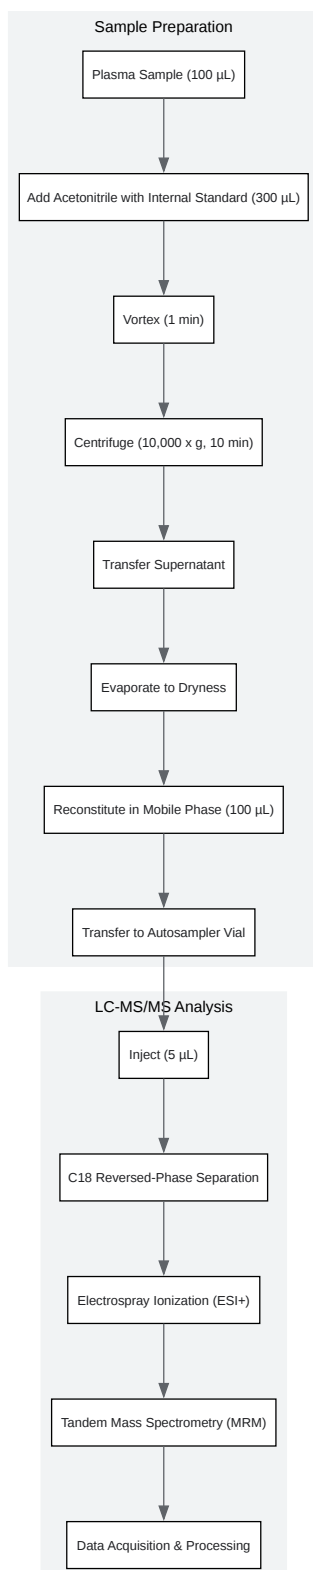 Sample Preparation
Plasma Sample (100 µL)
Add Acetonitrile with Internal Standard (300 µL)
Vortex (1 min)
Centrifuge (10,000 x g, 10 min)
Transfer Supernatant
Evaporate to Dryness
Reconstitute in Mobile Phase (100 µL)
Transfer to Autosampler Vial
LC-MS/MS Analysis
Inject (5 µL)
C18 Reversed-Phase Separation
Electrospray Ionization (ESI+)
Tandem Mass Spectrometry (MRM)
Data Acquisition & Processing